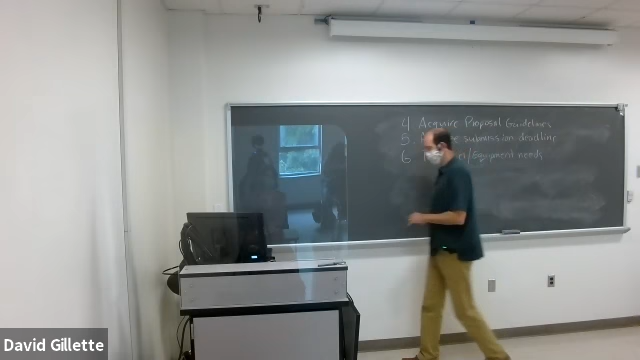 4 Acquire Proposal Guidelines
5. submission deadline
6 /Equipment needs
David Gillette